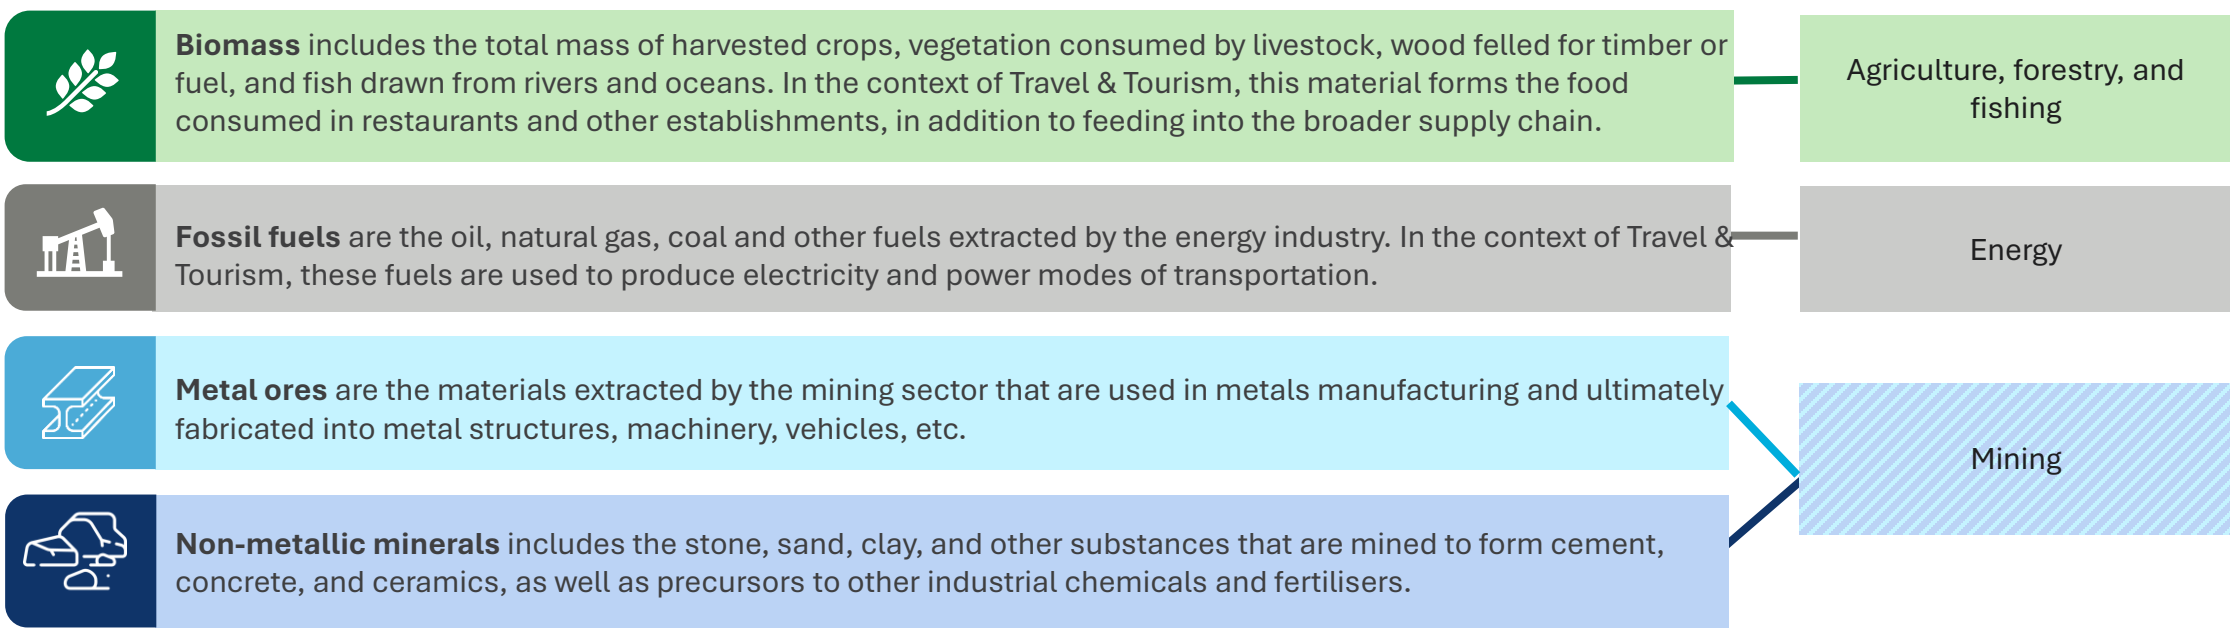 Biomass includes the total mass of harvested crops, vegetation consumed by livestock, wood felled for timber or
fuel, and fish drawn from rivers and oceans. In the context of Travel & Tourism, this material forms the food
consumed in restaurants and other establishments, in addition to feeding into the broader supply chain.
Agriculture, forestry, and
fishing
Fossil fuels are the oil, natural gas, coal and other fuels extracted by the energy industry. In the context of Travel &
Tourism, these fuels are used to produce electricity and power modes of transportation.
Energy
Metal ores are the materials extracted by the mining sector that are used in metals manufacturing and ultimately
fabricated into metal structures, machinery, vehicles, etc.
Non-metallic minerals includes the stone, sand, clay, and other substances that are mined to form cement,
concrete, and ceramics, as well as precursors to other industrial chemicals and fertilisers.
Mining